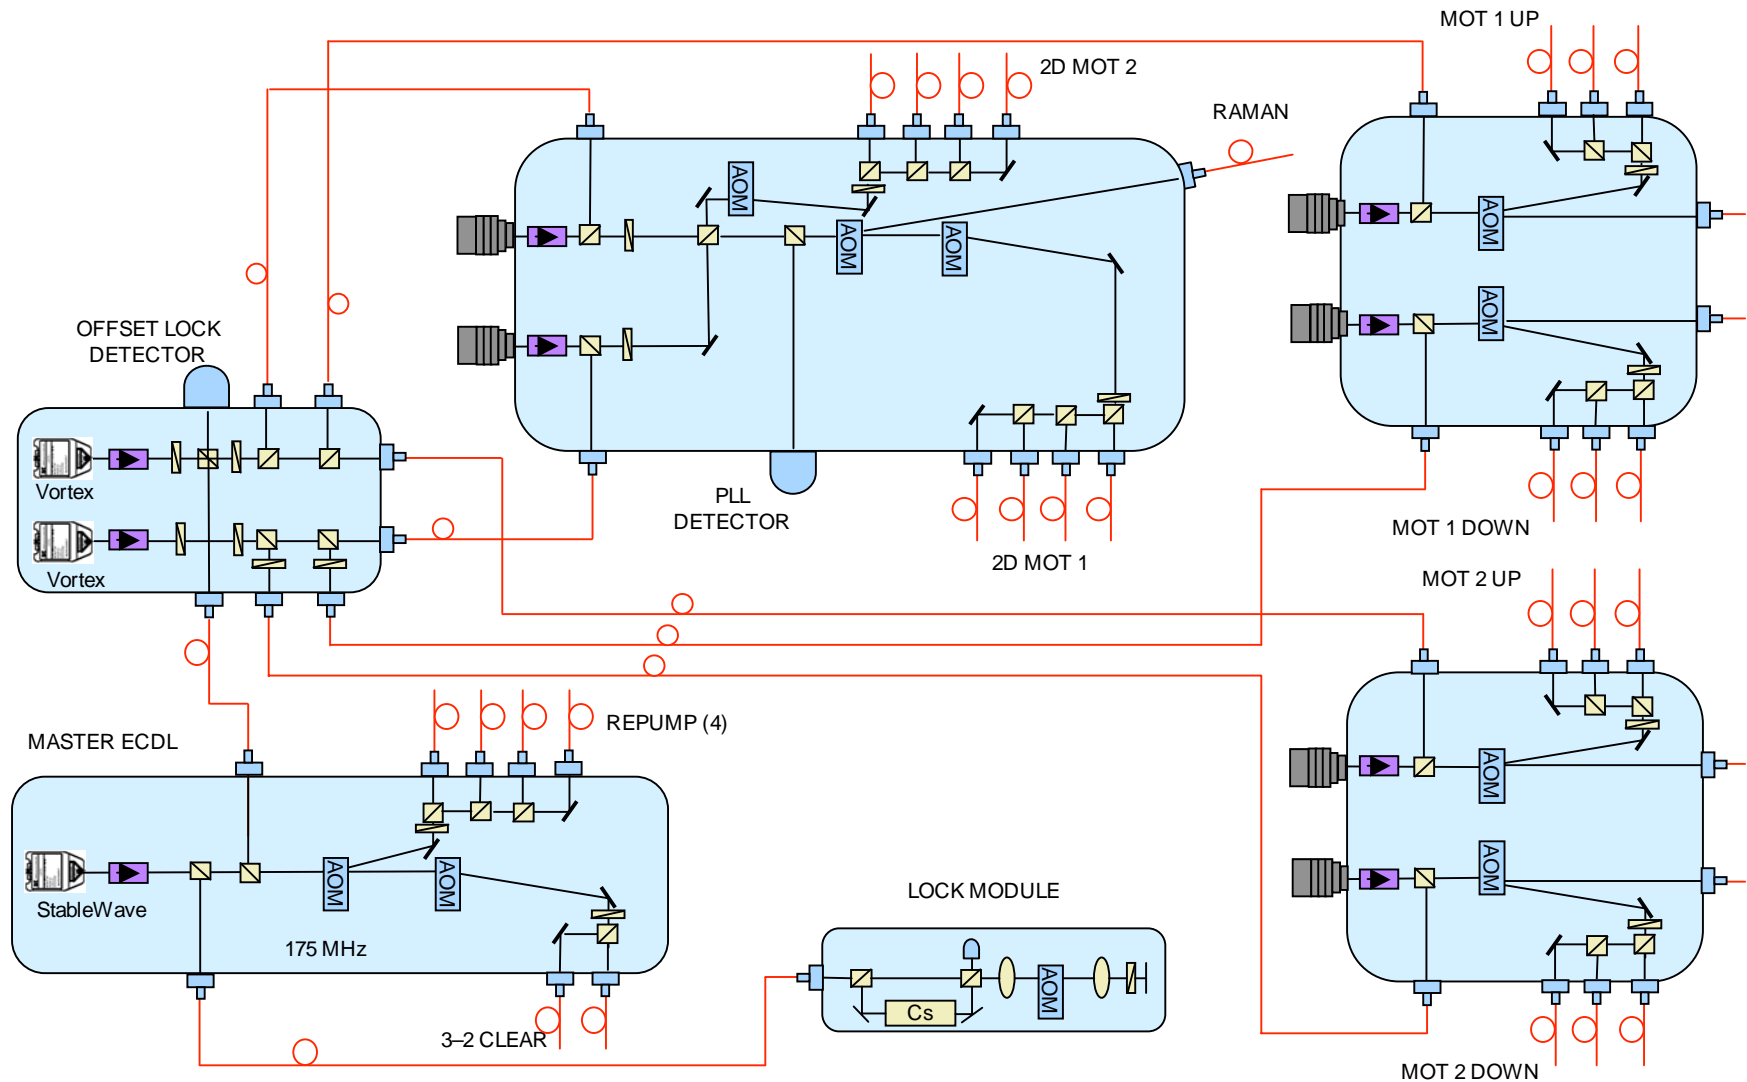 MOT 1 UP
2D MOT 2
RAMAN
AOM
AOM
AOM
AOM
AOM
OFFSET LOCK
DETECTOR
Vortex
Vortex
PLL
DETECTOR
2D MOT 1
MOT 1 DOWN
MOT 2 UP
REPUMP (4)
MASTER ECDL
AOM
AOM
AOM
AOM
StableWave
175 MHz
LOCK MODULE
AOM
Cs
3–2 CLEAR
MOT 2 DOWN